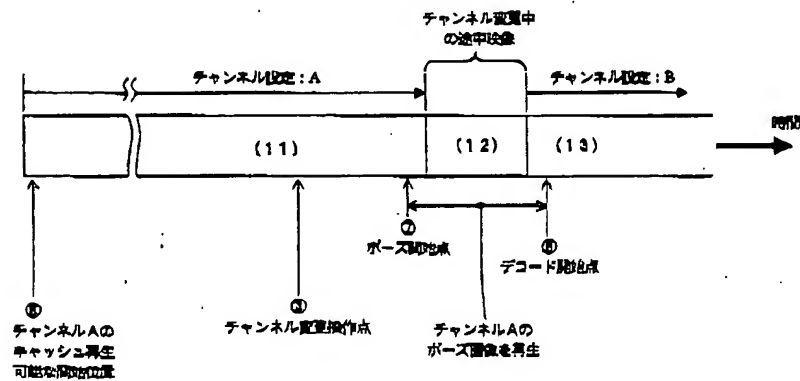 チャンネル変更中
の途中映像
チャンネル設定：A
チャンネル設定：B
時間
(11)
(12)
(13)
⑦
ポーズ開始点
デコード開始点
③
チャンネルAの
キャッシュ再生
可能な開始位置
チャンネル変更操作点
チャンネルAの
ポーズ画像を再生